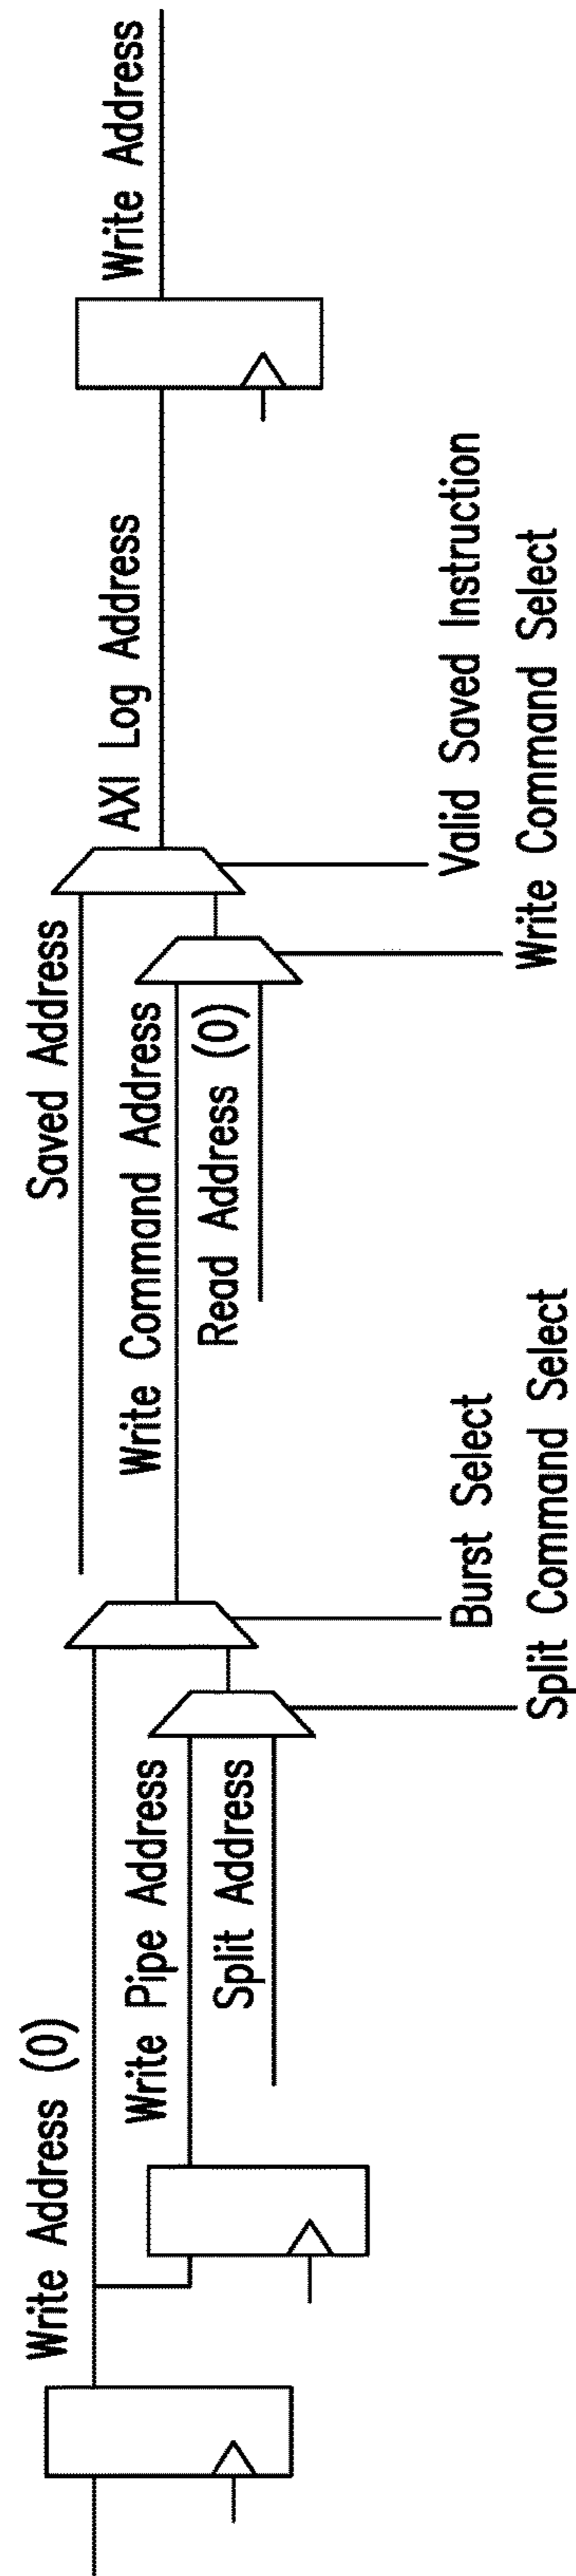 Write Address (0)
Write Pipe Address
Split Address
Burst Select
Split Command Select
Saved Address
Write Command Address
Read Address (0)
AXI Log Address
Valid Saved Instruction
Write Command Select
Write Address